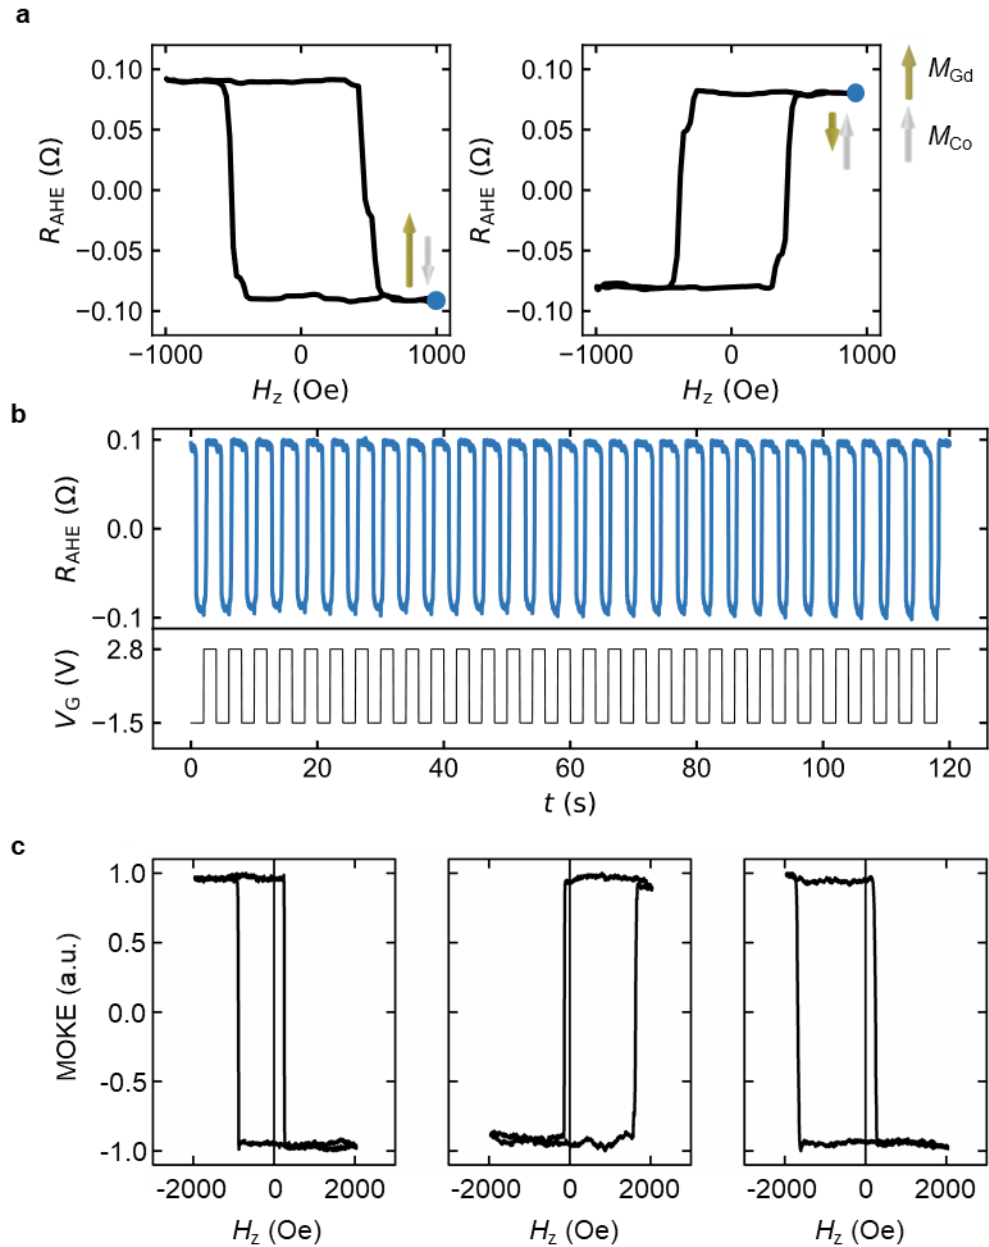 a
0.10
0.05
0.00
−0.05
−0.10
R_AHE (Ω)
−1000
0
1000
H_z (Oe)
0.10
0.05
0.00
−0.05
−0.10
R_AHE (Ω)
−1000
0
1000
H_z (Oe)
M_Gd
M_Co
b
0.1
0.0
−0.1
R_AHE (Ω)
2.8
−1.5
V_G (V)
0
20
40
60
80
100
120
t (s)
c
1.0
0.5
0.0
-0.5
-1.0
MOKE (a.u.)
-2000
0
2000
H_z (Oe)
-2000
0
2000
H_z (Oe)
-2000
0
2000
H_z (Oe)